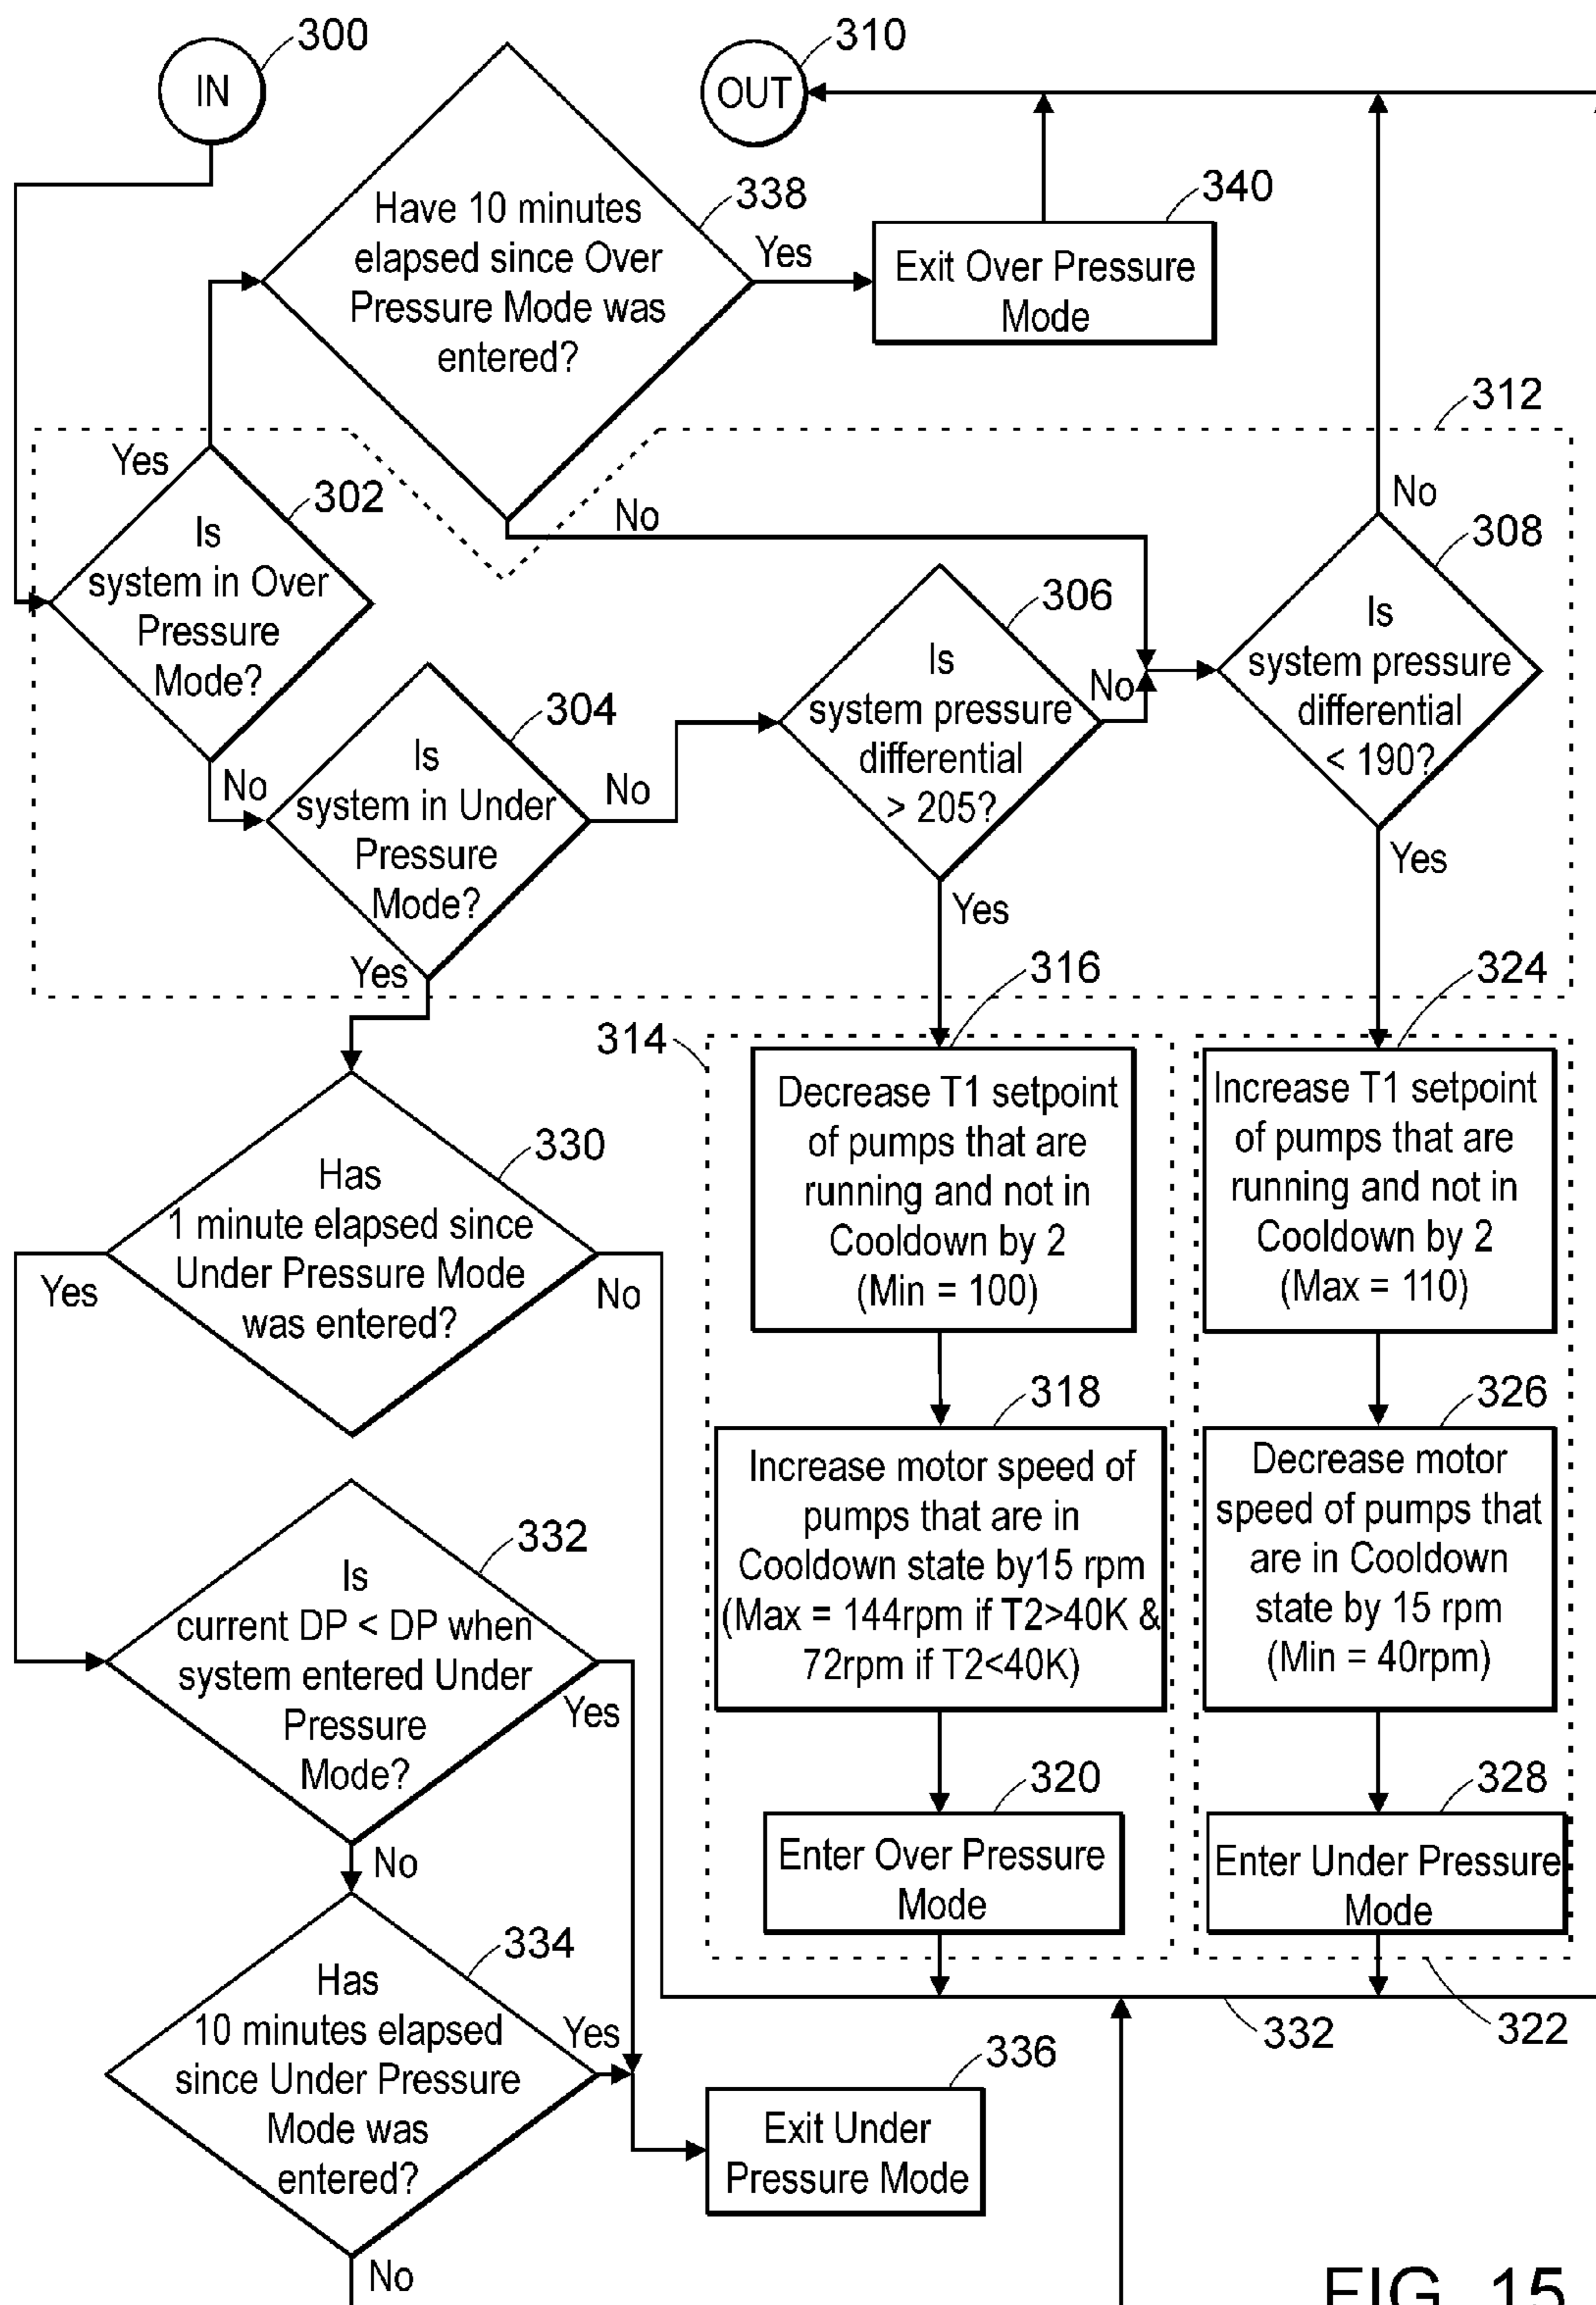 300
IN
310
OUT
338
Have 10 minutes
elapsed since Over
Pressure Mode was
entered?
Yes
340
Exit Over Pressure
Mode
312
Yes
302
Is
system in Over
Pressure
Mode?
No
No
308
Is
system pressure
differential
< 190?
306
Is
system pressure
differential
> 205?
No
304
Is
system in Under
Pressure
Mode?
No
No
Yes
Yes
Yes
316
324
314
Decrease T1 setpoint
of pumps that are
running and not in
Cooldown by 2
(Min = 100)
Increase T1 setpoint
of pumps that are
running and not in
Cooldown by 2
(Max = 110)
330
Has
1 minute elapsed since
Under Pressure Mode
was entered?
Yes
No
318
Increase motor speed of
pumps that are in
Cooldown state by15 rpm
(Max = 144rpm if T2>40K &
72rpm if T2<40K)
326
Decrease motor
speed of pumps that
are in Cooldown
state by 15 rpm
(Min = 40rpm)
332
Is
current DP < DP when
system entered Under
Pressure
Mode?
Yes
No
320
Enter Over Pressure
Mode
328
Enter Under Pressure
Mode
334
Has
10 minutes elapsed
since Under Pressure
Mode was
entered?
Yes
No
332
322
336
Exit Under
Pressure Mode
FIG. 15